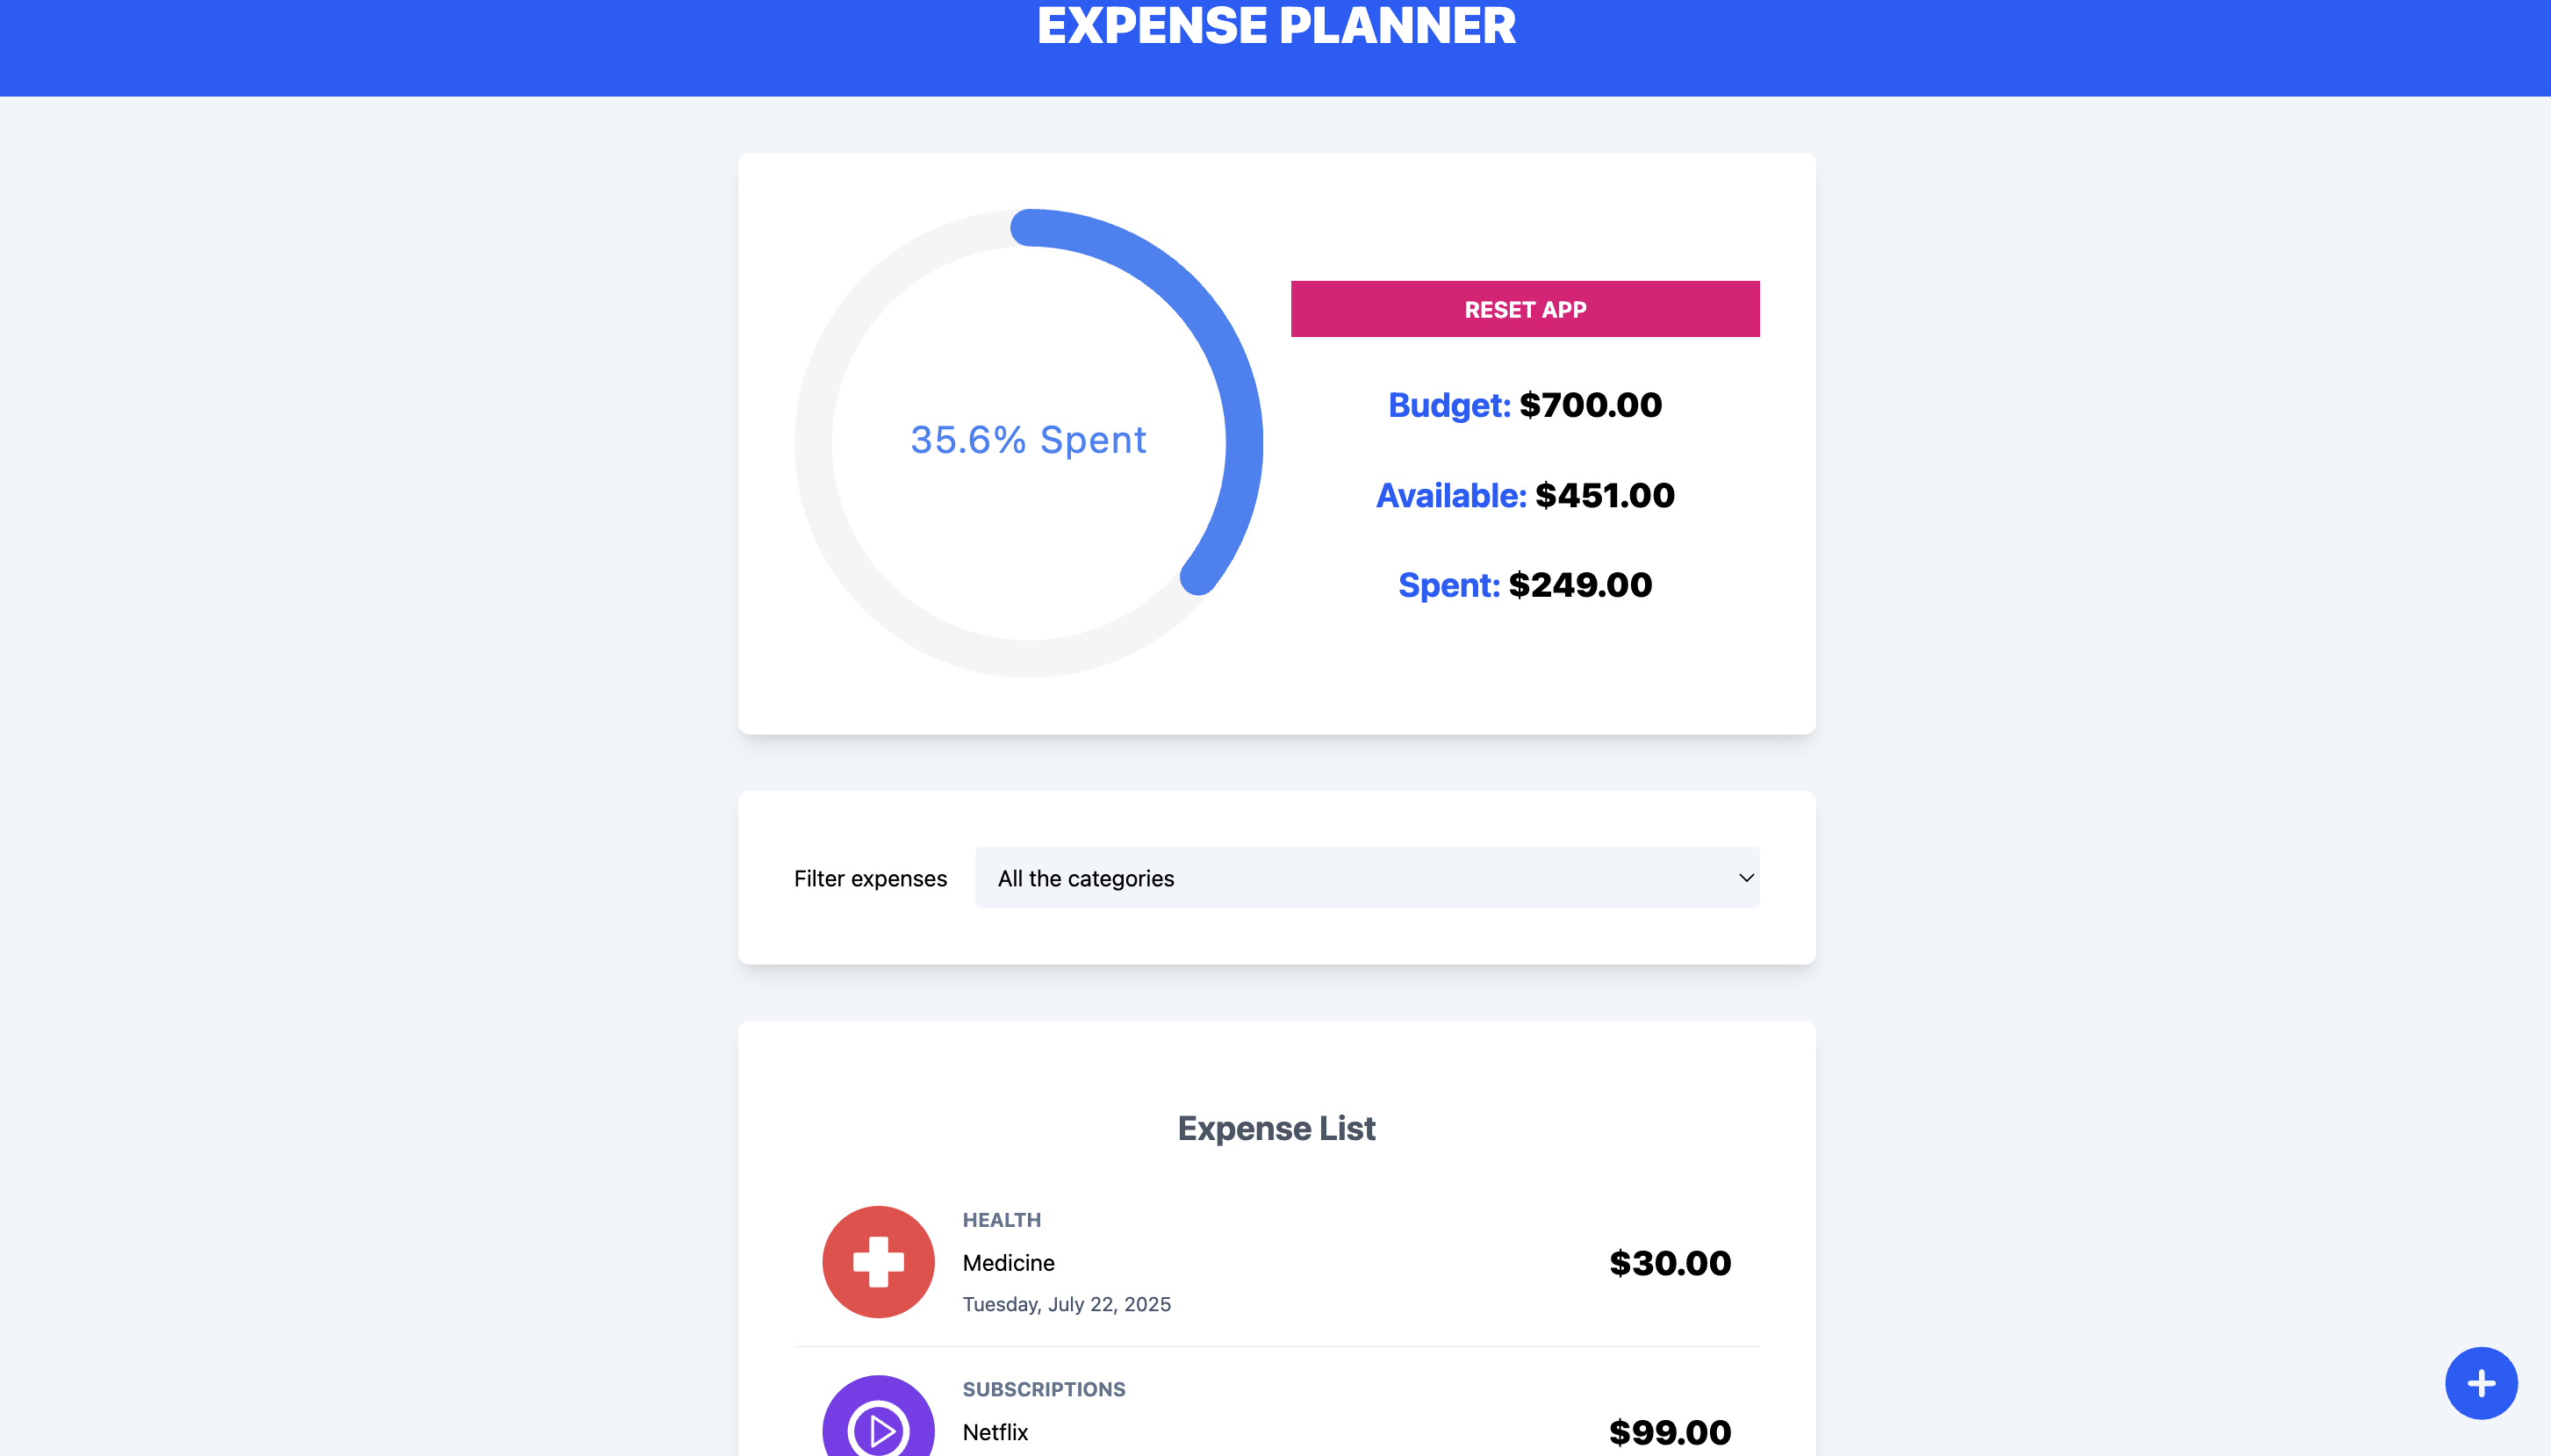 EXPENSE PLANNER
35.6% Spent
RESET APP
Budget: $700.00
Available: $451.00
Spent: $249.00
Filter expenses
All the categories
Expense List
HEALTH
Medicine
$30.00
Tuesday, July 22, 2025
SUBSCRIPTIONS
Netflix
$99.00